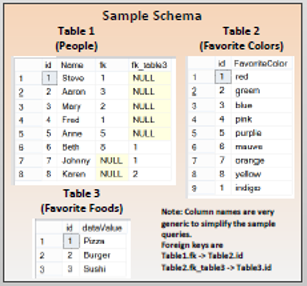 Sample Schema
Table 1
(People)
id Name fk fk_table3
1 1 Steve 1 NULL
2 2 Aaron 3 NULL
3 3 Mary 2 NULL
4 4 Fred 1 NULL
5 5 Anne 5 NULL
6 6 Beth 8 1
7 7 Johnny NULL 1
8 8 Karen NULL 2
Table 2
(Favorite Colors)
id FavoriteColor
1 1 red
2 2 green
3 3 blue
4 4 pink
5 5 purple
6 6 mauve
7 7 orange
8 8 yellow
9 1 indigo
Table 3
(Favorite Foods)
id dataValue
1 1 Pizza
2 2 Burger
3 3 Sushi
Note: Column names are very
generic to simplify the sample
queries.
Foreign keys are
Table1.fk -> Table2.id
Table2.fk_table3 -> Table3.id